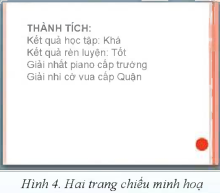 THÀNH TÍCH:
Kết quả học tập: Khá
Kết quả rèn luyện: Tốt
Giải nhất piano cấp trường
Giải nhì cờ vua cấp Quận
Hình 4. Hai trang chiếu minh hoạ